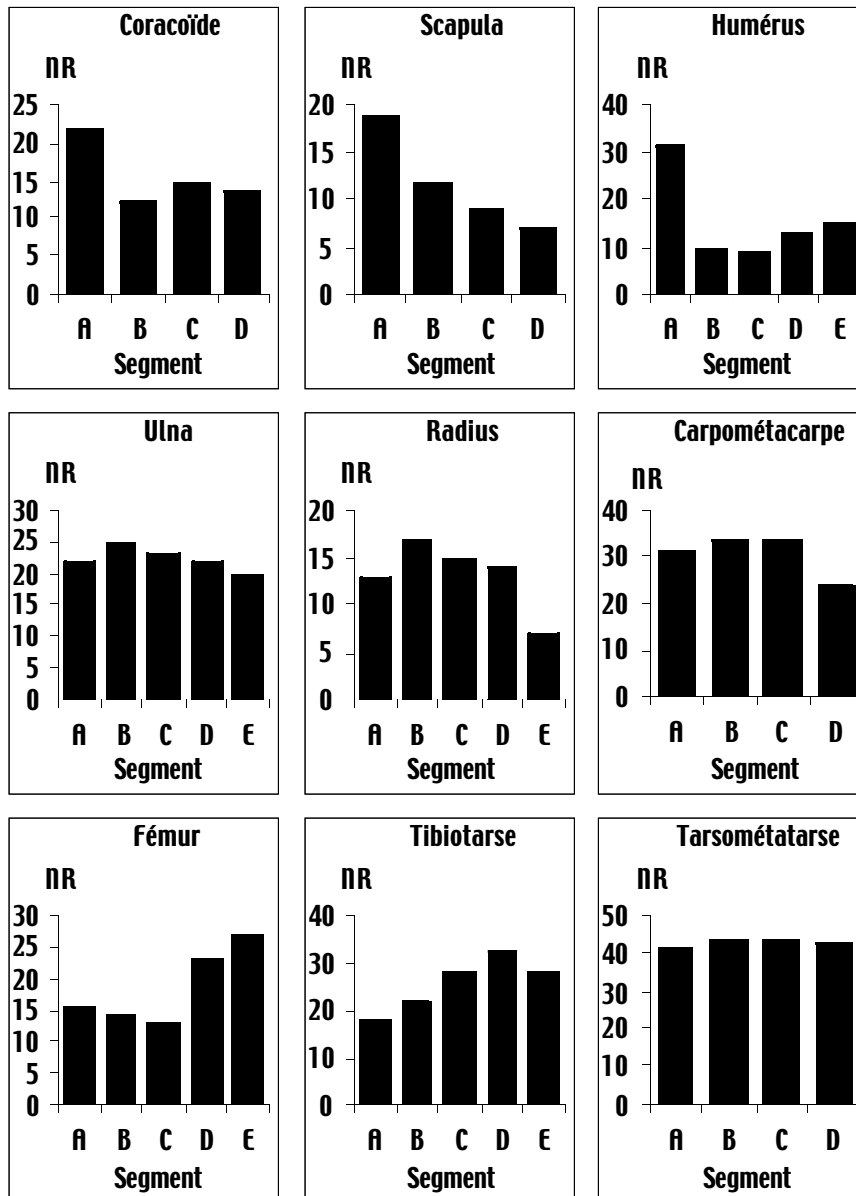 Coracoïde
NR
25
20
15
10
5
0
A B C D
Segment
Scapula
NR
20
15
10
5
0
A B C D
Segment
Humérus
NR
40
30
20
10
0
A B C D E
Segment
Ulna
NR
30
25
20
15
10
5
0
A B C D E
Segment
Radius
NR
20
15
10
5
0
A B C D E
Segment
Carpométacarpe
NR
40
30
20
10
0
A B C D
Segment
Fémur
NR
30
25
20
15
10
5
0
A B C D E
Segment
Tibiotarse
NR
40
30
20
10
0
A B C D E
Segment
Tarsométatarse
NR
50
40
30
20
10
0
A B C D
Segment